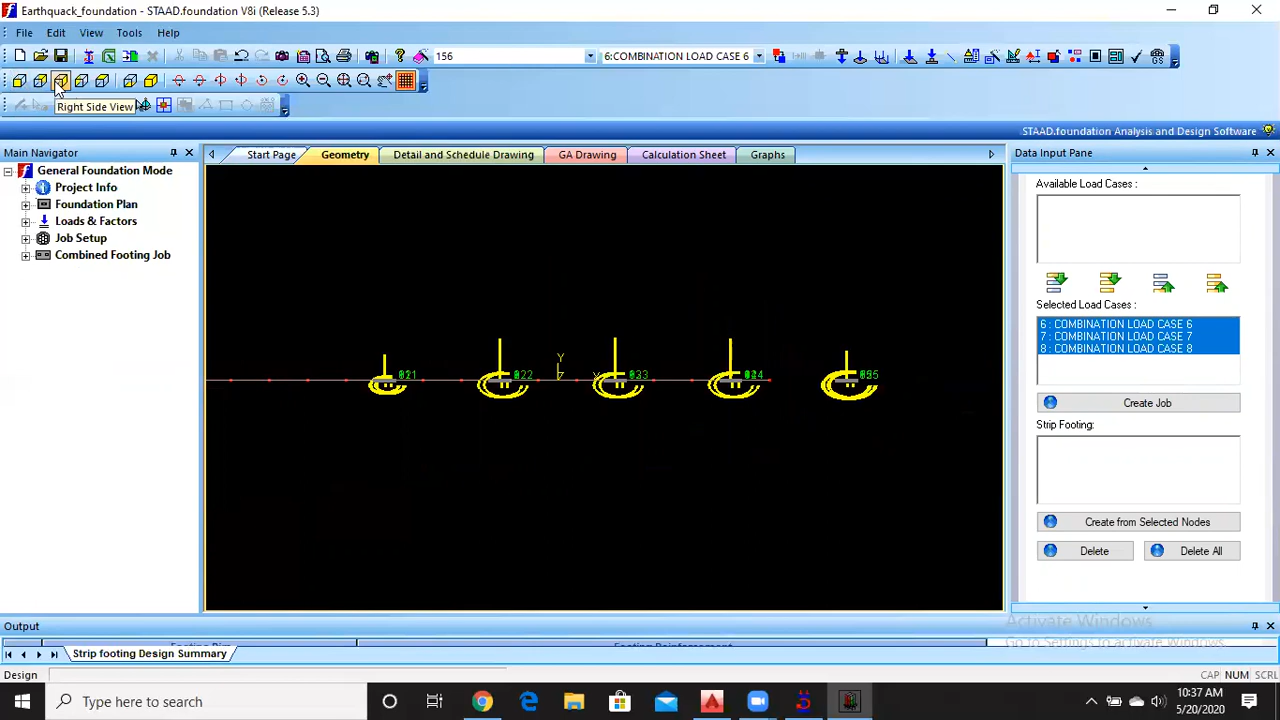 Earthquack_foundation - STAAD.foundation V8i (Release 5.3)
File Edit View Tools Help
156
6:COMBINATION LOAD CASE 6
Right Side View
STAAD.foundation Analysis and Design Software
Main Navigator
Start Page
Geometry
Detail and Schedule Drawing
GA Drawing
Calculation Sheet
Graphs
Data Input Pane
General Foundation Mode
Project Info
Foundation Plan
Loads & Factors
Job Setup
Combined Footing Job
Available Load Cases :
Selected Load Cases :
6 : COMBINATION LOAD CASE 6
7 : COMBINATION LOAD CASE 7
8 : COMBINATION LOAD CASE 8
Create Job
Strip Footing:
Create from Selected Nodes
Delete
Delete All
Y
X
Activate Windows
Go to Settings to activate Windows.
Output
Strip footing Design Summary
Design
CAP NUM SCRL
Type here to search
10:37 AM
5/20/2020